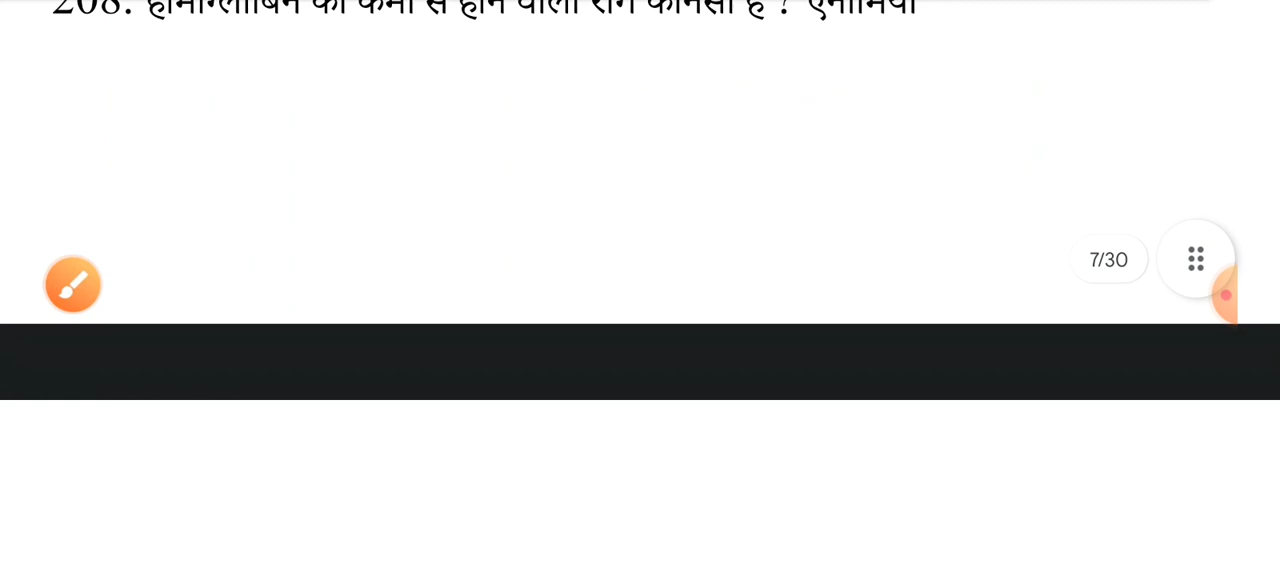 208. हीमोग्लोबिन की कमी से होने वाला रोग कौनसा है ? एनीमिया
7/30